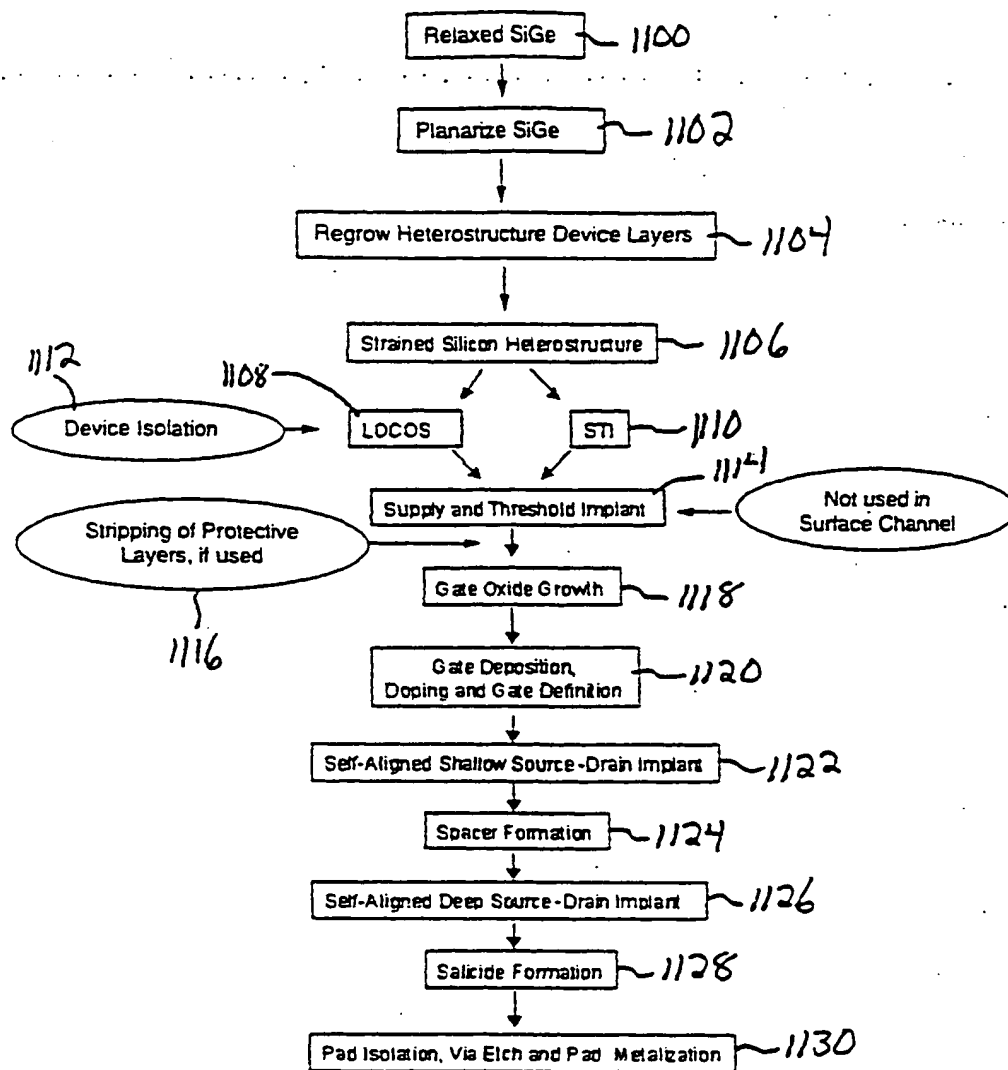 Relaxed SiGe
1100
Planarize SiGe
1102
Regrow Heterostructure Device Layers
1104
Strained Silicon Heterostructure
1106
1112
Device Isolation
1108
LOCOS
STI
1110
1114
Supply and Threshold Implant
Not used in
Surface Channel
Stripping of Protective
Layers, if used
1116
Gate Oxide Growth
1118
Gate Deposition,
Doping and Gate Definition
1120
Self-Aligned Shallow Source-Drain Implant
1122
Spacer Formation
1124
Self-Aligned Deep Source-Drain Implant
1126
Salicide Formation
1128
Pad Isolation, Via Etch and Pad Metalization
1130